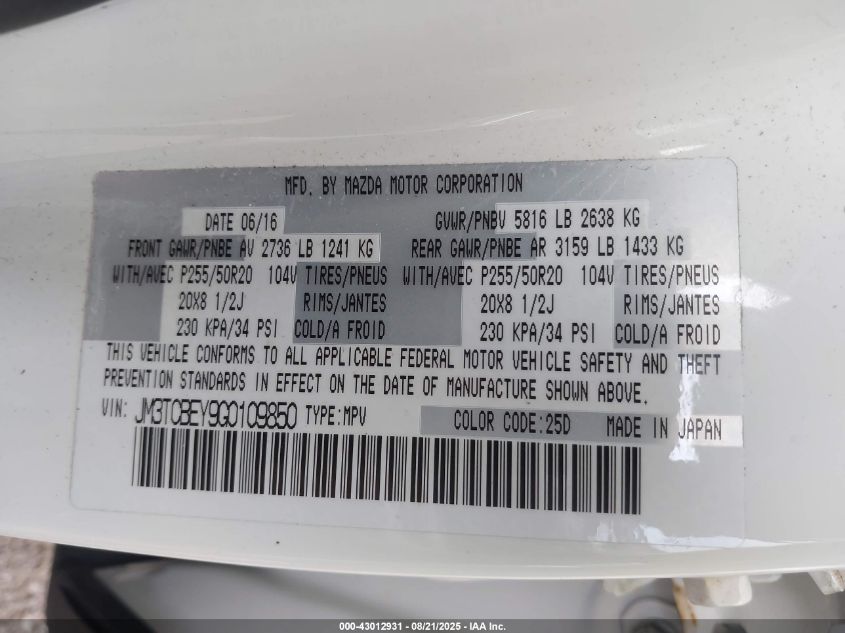 MFD. BY MAZDA MOTOR CORPORATION
DATE 06/16 GVWR/PNBV 5816 LB 2638 KG
FRONT GAWR/PNBE AV 2736 LB 1241 KG REAR GAWR/PNBE AR 3159 LB 1433 KG
WITH/AVEC P255/50R20 104V TIRES/PNEUS WITH/AVEC P255/50R20 104V TIRES/PNEUS
20X8 1/2J RIMS/JANTES 20X8 1/2J RIMS/JANTES
230 KPA/34 PSI COLD/A FROID 230 KPA/34 PSI COLD/A FROID
THIS VEHICLE CONFORMS TO ALL APPLICABLE FEDERAL MOTOR VEHICLE SAFETY AND THEFT
PREVENTION STANDARDS IN EFFECT ON THE DATE OF MANUFACTURE SHOWN ABOVE.
VIN: JM3TCBEY9G0109850 TYPE:MPV COLOR CODE:25D MADE IN JAPAN
000-43012931 - 08/21/2025 - IAA Inc.